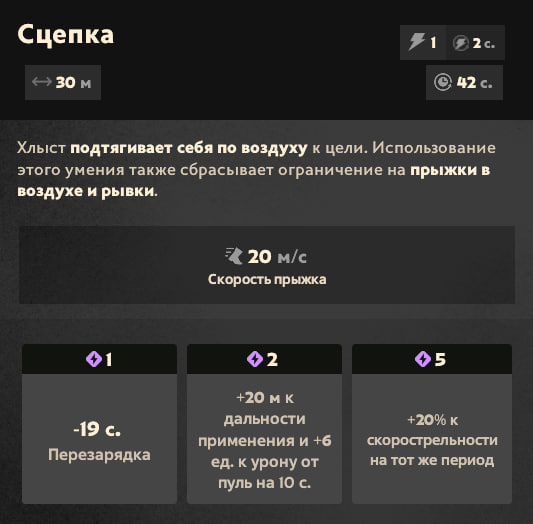 Сцепка
1
2 с.
30 м
42 с.
Хлыст подтягивает себя по воздуху к цели. Использование
этого умения также сбрасывает ограничение на прыжки в
воздухе и рывки.
20 м/с
Скорость прыжка
1
-19 с.
Перезарядка
2
+20 м к
дальности
применения и +6
ед. к урону от
пуль на 10 с.
5
+20% к
скорострельности
на тот же период